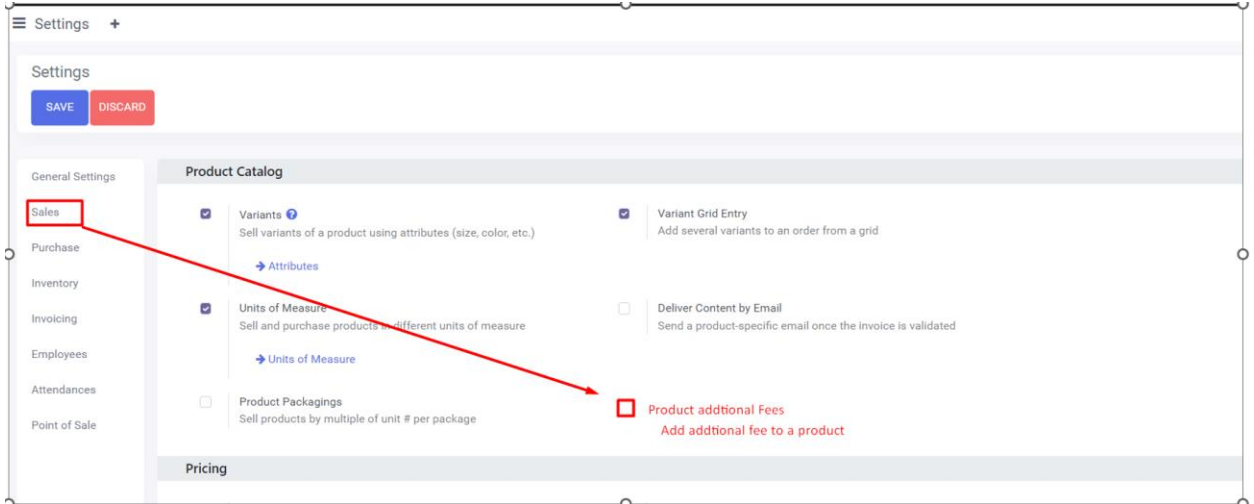 Settings +
Settings
SAVE DISCARD
General Settings
Sales
Purchase
Inventory
Invoicing
Employees
Attendances
Point of Sale
Product Catalog
Variants ?
Sell variants of a product using attributes (size, color, etc.)
→ Attributes
Variant Grid Entry
Add several variants to an order from a grid
Units of Measure
Sell and purchase products in different units of measure
→ Units of Measure
Deliver Content by Email
Send a product-specific email once the invoice is validated
Product Packagings
Sell products by multiple of unit # per package
Product addtional Fees
Add addtional fee to a product
Pricing